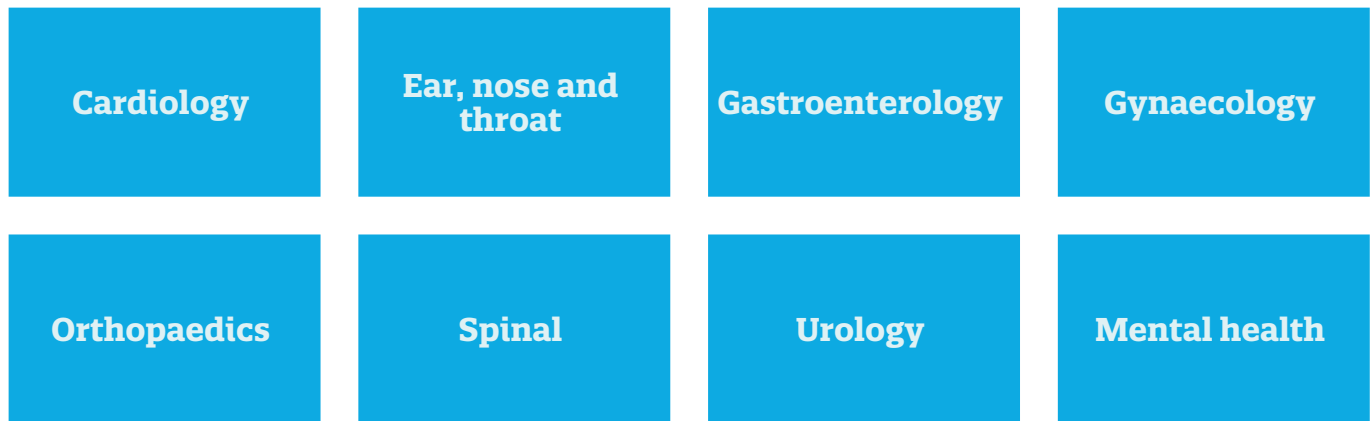 Cardiology
Ear, nose and
throat
Gastroenterology
Gynaecology
Orthopaedics
Spinal
Urology
Mental health